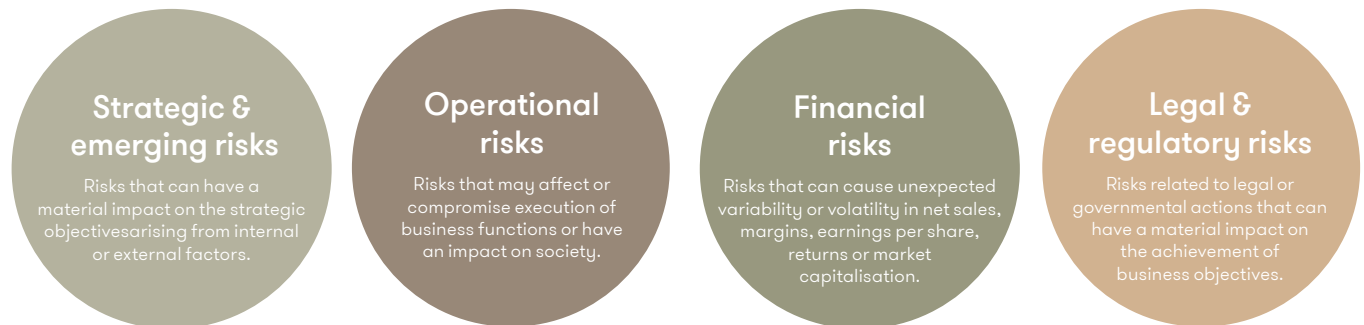 Strategic &
emerging risks
Risks that can have a
material impact on the strategic
objectivesarising from internal
or external factors.
Operational
risks
Risks that may affect or
compromise execution of
business functions or have
an impact on society.
Financial
risks
Risks that can cause unexpected
variability or volatility in net sales,
margins, earnings per share,
returns or market
capitalisation.
Legal &
regulatory risks
Risks related to legal or
governmental actions that can
have a material impact on
the achievement of
business objectives.